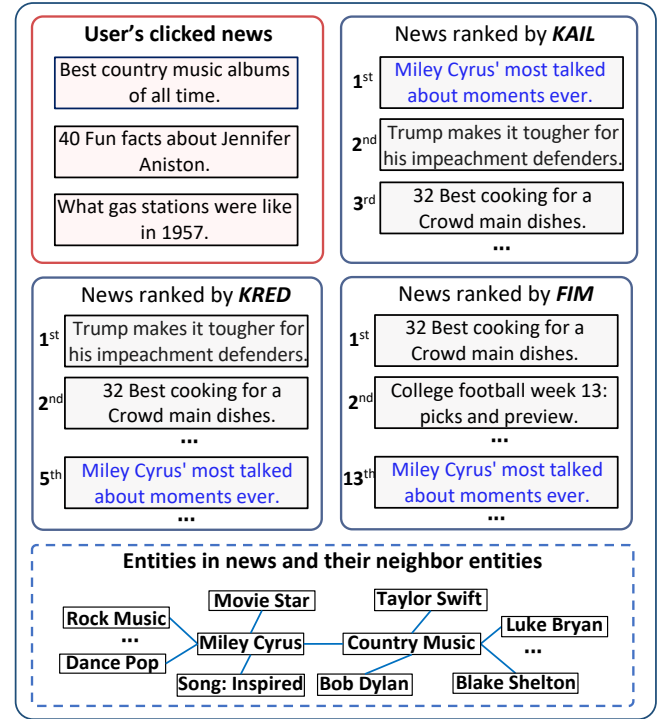 User's clicked news
Best country music albums
of all time.
40 Fun facts about Jennifer
Aniston.
What gas stations were like
in 1957.
News ranked by KAIL
1st
Miley Cyrus' most talked
about moments ever.
2nd
Trump makes it tougher for
his impeachment defenders.
3rd
32 Best cooking for a
Crowd main dishes.
...
News ranked by KRED
1st
Trump makes it tougher for
his impeachment defenders.
2nd
32 Best cooking for a
Crowd main dishes.
...
5th
Miley Cyrus' most talked
about moments ever.
...
News ranked by FIM
1st
32 Best cooking for a
Crowd main dishes.
2nd
College football week 13:
picks and preview.
...
13th
Miley Cyrus' most talked
about moments ever.
...
Entities in news and their neighbor entities
Movie Star
Taylor Swift
Rock Music
Luke Bryan
...
Miley Cyrus
Country Music
...
Dance Pop
Song: Inspired
Bob Dylan
Blake Shelton